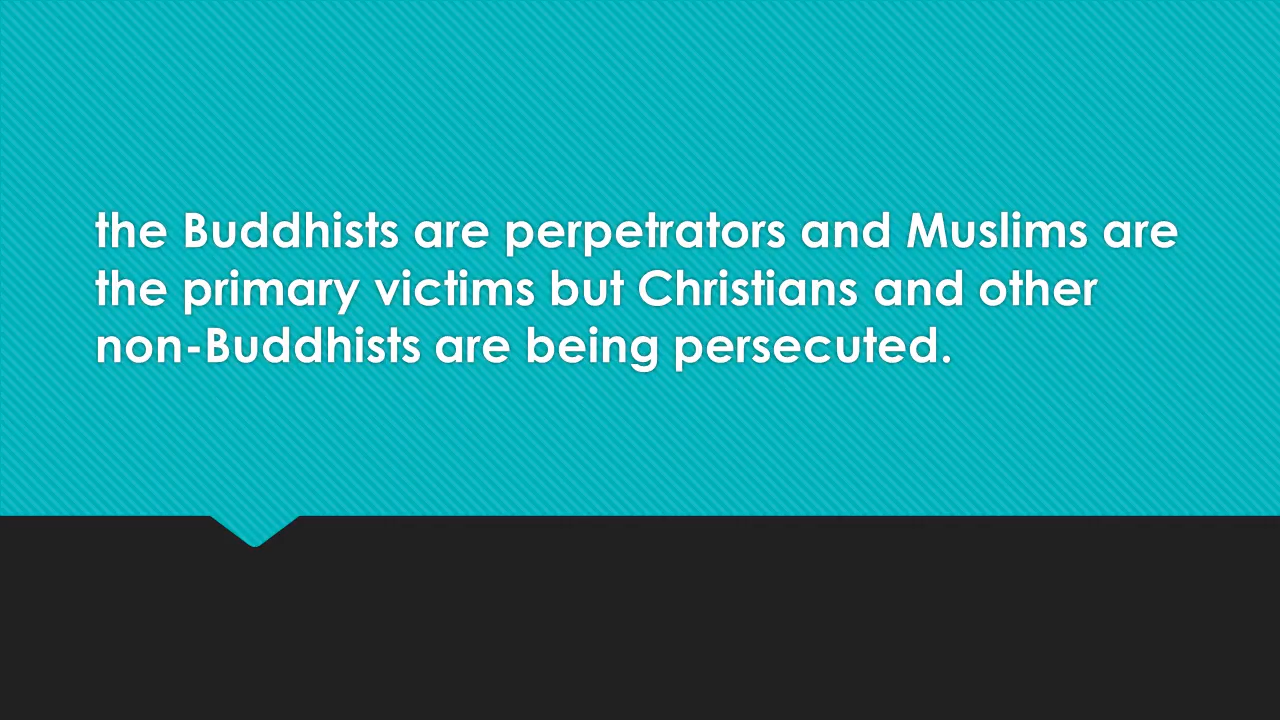 the Buddhists are perpetrators and Muslims are
the primary victims but Christians and other
non-Buddhists are being persecuted.